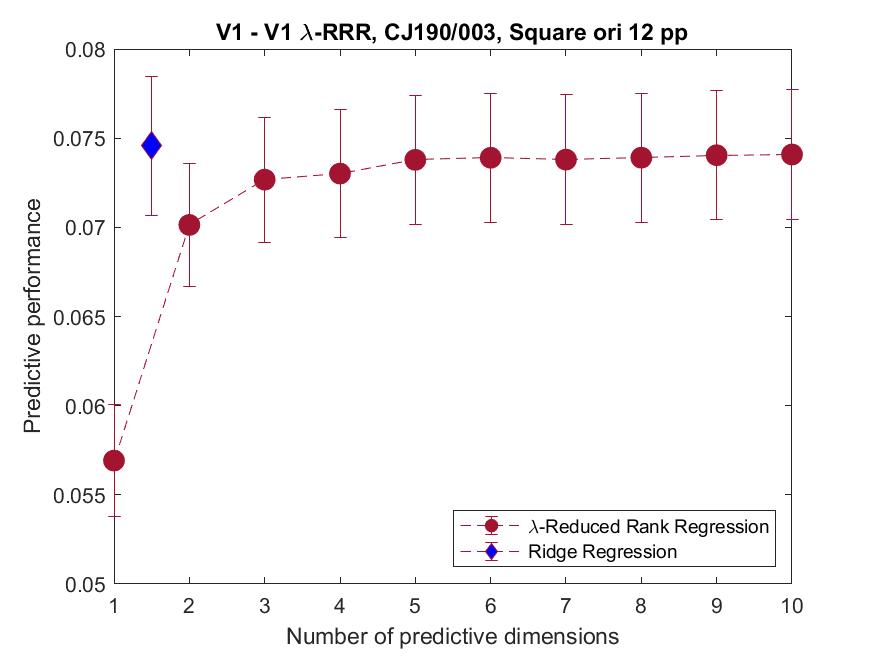 V1 - V1 λ-RRR, CJ190/003, Square ori 12 pp
0.08
0.075
0.07
0.065
0.06
0.055
0.05
Predictive performance
1 2 3 4 5 6 7 8 9 10
Number of predictive dimensions
λ-Reduced Rank Regression
Ridge Regression